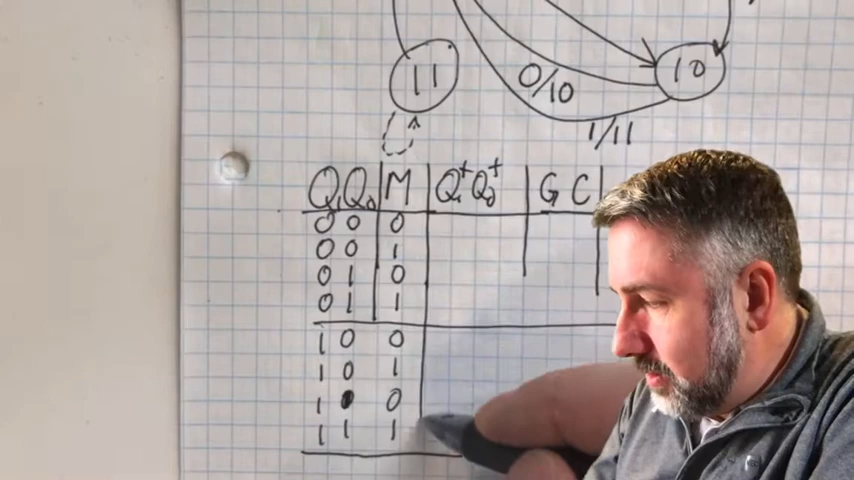 11
10
0/10
1/11
Q₁Q₀ M Q₁⁺Q₀⁺ G C
0 0 0
0 0 1
0 1 0
0 1 1
1 0 0
1 0 1
1 0
1 1 1